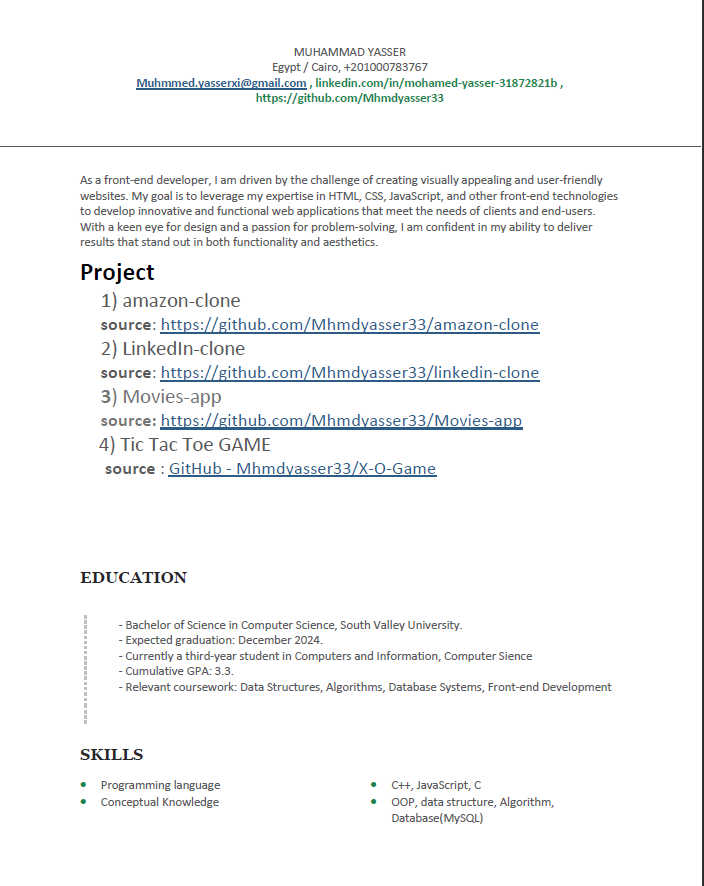 MUHAMMAD YASSER
Egypt / Cairo, +201000783767
Muhmmed.yasserxi@gmail.com , linkedin.com/in/mohamed-yasser-31872821b ,
https://github.com/Mhmdyasser33
As a front-end developer, I am driven by the challenge of creating visually appealing and user-friendly
websites. My goal is to leverage my expertise in HTML, CSS, JavaScript, and other front-end technologies
to develop innovative and functional web applications that meet the needs of clients and end-users.
With a keen eye for design and a passion for problem-solving, I am confident in my ability to deliver
results that stand out in both functionality and aesthetics.
Project
1) amazon-clone
source: https://github.com/Mhmdyasser33/amazon-clone
2) LinkedIn-clone
source: https://github.com/Mhmdyasser33/linkedin-clone
3) Movies-app
source: https://github.com/Mhmdyasser33/Movies-app
4) Tic Tac Toe GAME
source : GitHub - Mhmdyasser33/X-O-Game
EDUCATION
- Bachelor of Science in Computer Science, South Valley University.
- Expected graduation: December 2024.
- Currently a third-year student in Computers and Information, Computer Sience
- Cumulative GPA: 3.3.
- Relevant coursework: Data Structures, Algorithms, Database Systems, Front-end Development
SKILLS
• Programming language
• Conceptual Knowledge
• C++, JavaScript, C
• OOP, data structure, Algorithm,
Database(MySQL)